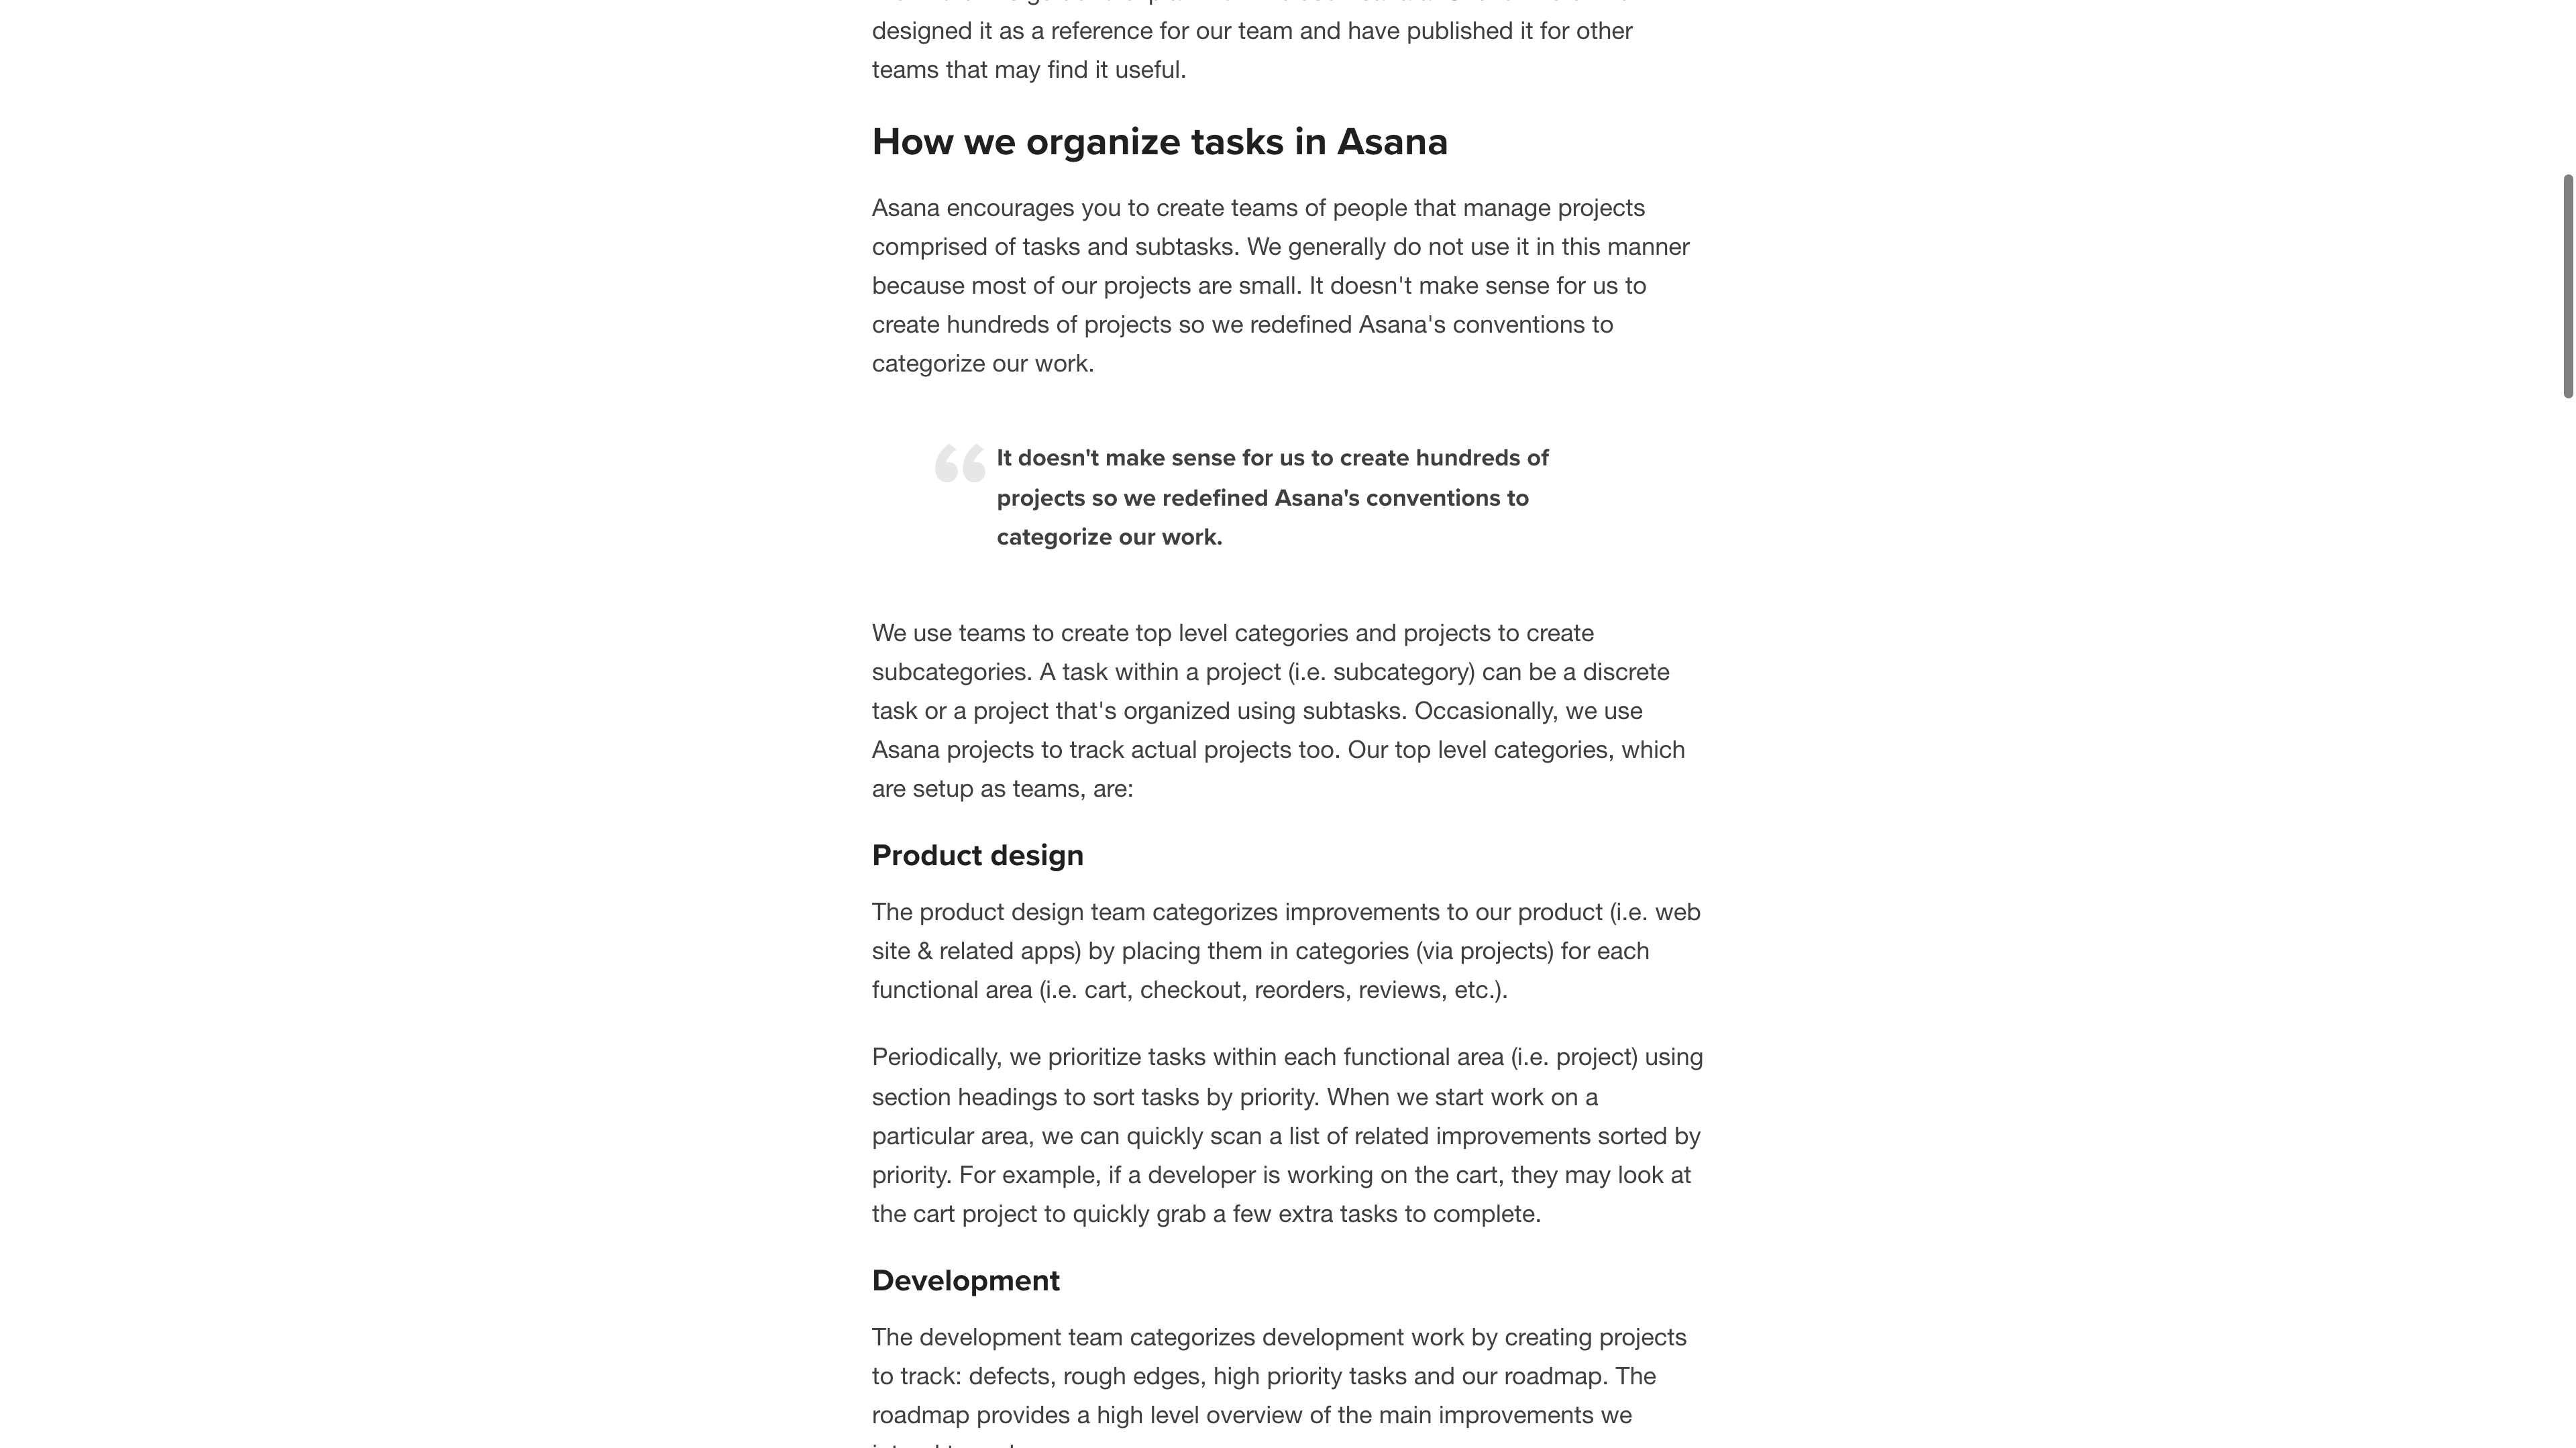 designed it as a reference for our team and have published it for other
teams that may find it useful.
How we organize tasks in Asana
Asana encourages you to create teams of people that manage projects
comprised of tasks and subtasks. We generally do not use it in this manner
because most of our projects are small. It doesn't make sense for us to
create hundreds of projects so we redefined Asana's conventions to
categorize our work.
“ It doesn't make sense for us to create hundreds of
projects so we redefined Asana's conventions to
categorize our work.
We use teams to create top level categories and projects to create
subcategories. A task within a project (i.e. subcategory) can be a discrete
task or a project that's organized using subtasks. Occasionally, we use
Asana projects to track actual projects too. Our top level categories, which
are setup as teams, are:
Product design
The product design team categorizes improvements to our product (i.e. web
site & related apps) by placing them in categories (via projects) for each
functional area (i.e. cart, checkout, reorders, reviews, etc.).
Periodically, we prioritize tasks within each functional area (i.e. project) using
section headings to sort tasks by priority. When we start work on a
particular area, we can quickly scan a list of related improvements sorted by
priority. For example, if a developer is working on the cart, they may look at
the cart project to quickly grab a few extra tasks to complete.
Development
The development team categorizes development work by creating projects
to track: defects, rough edges, high priority tasks and our roadmap. The
roadmap provides a high level overview of the main improvements we